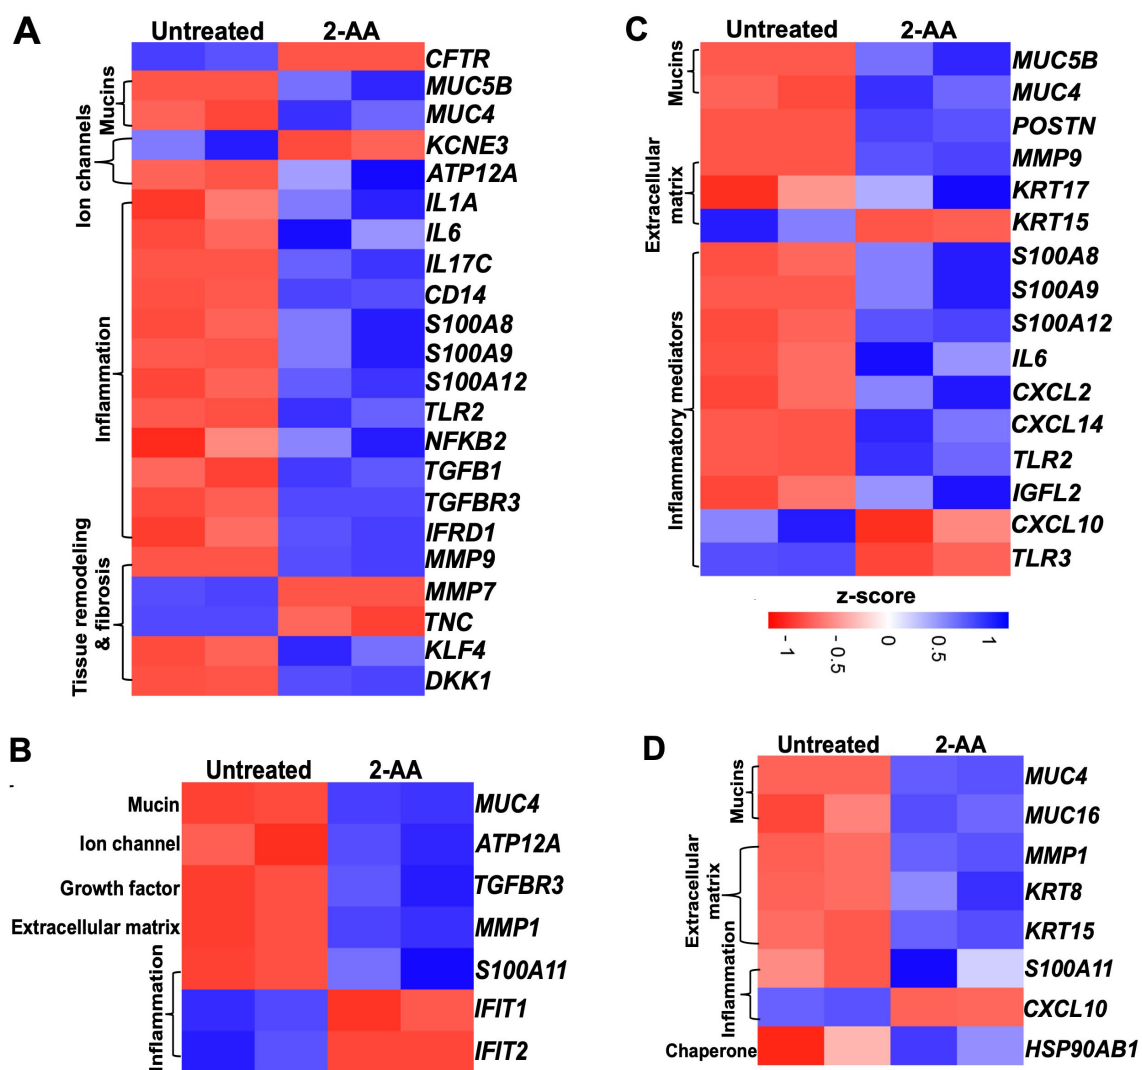 A
Untreated 2-AA
CFTR
Mucins
MUC5B
MUC4
Ion channels
KCNE3
ATP12A
Inflammation
IL1A
IL6
IL17C
CD14
S100A8
S100A9
S100A12
TLR2
NFKB2
TGFB1
TGFBR3
IFRD1
Tissue remodeling
& fibrosis
MMP9
MMP7
TNC
KLF4
DKK1
C
Untreated 2-AA
Mucins
MUC5B
MUC4
POSTN
Extracellular
matrix
MMP9
KRT17
KRT15
Inflammatory mediators
S100A8
S100A9
S100A12
IL6
CXCL2
CXCL14
TLR2
IGFL2
CXCL10
TLR3
z-score
-1 -0.5 0 0.5 1
B
Untreated 2-AA
Mucin MUC4
Ion channel ATP12A
Growth factor TGFBR3
Extracellular matrix MMP1
Inflammation
S100A11
IFIT1
IFIT2
D
Untreated 2-AA
Mucins
MUC4
MUC16
Extracellular
matrix
MMP1
KRT8
KRT15
Inflammation
S100A11
CXCL10
Chaperone HSP90AB1